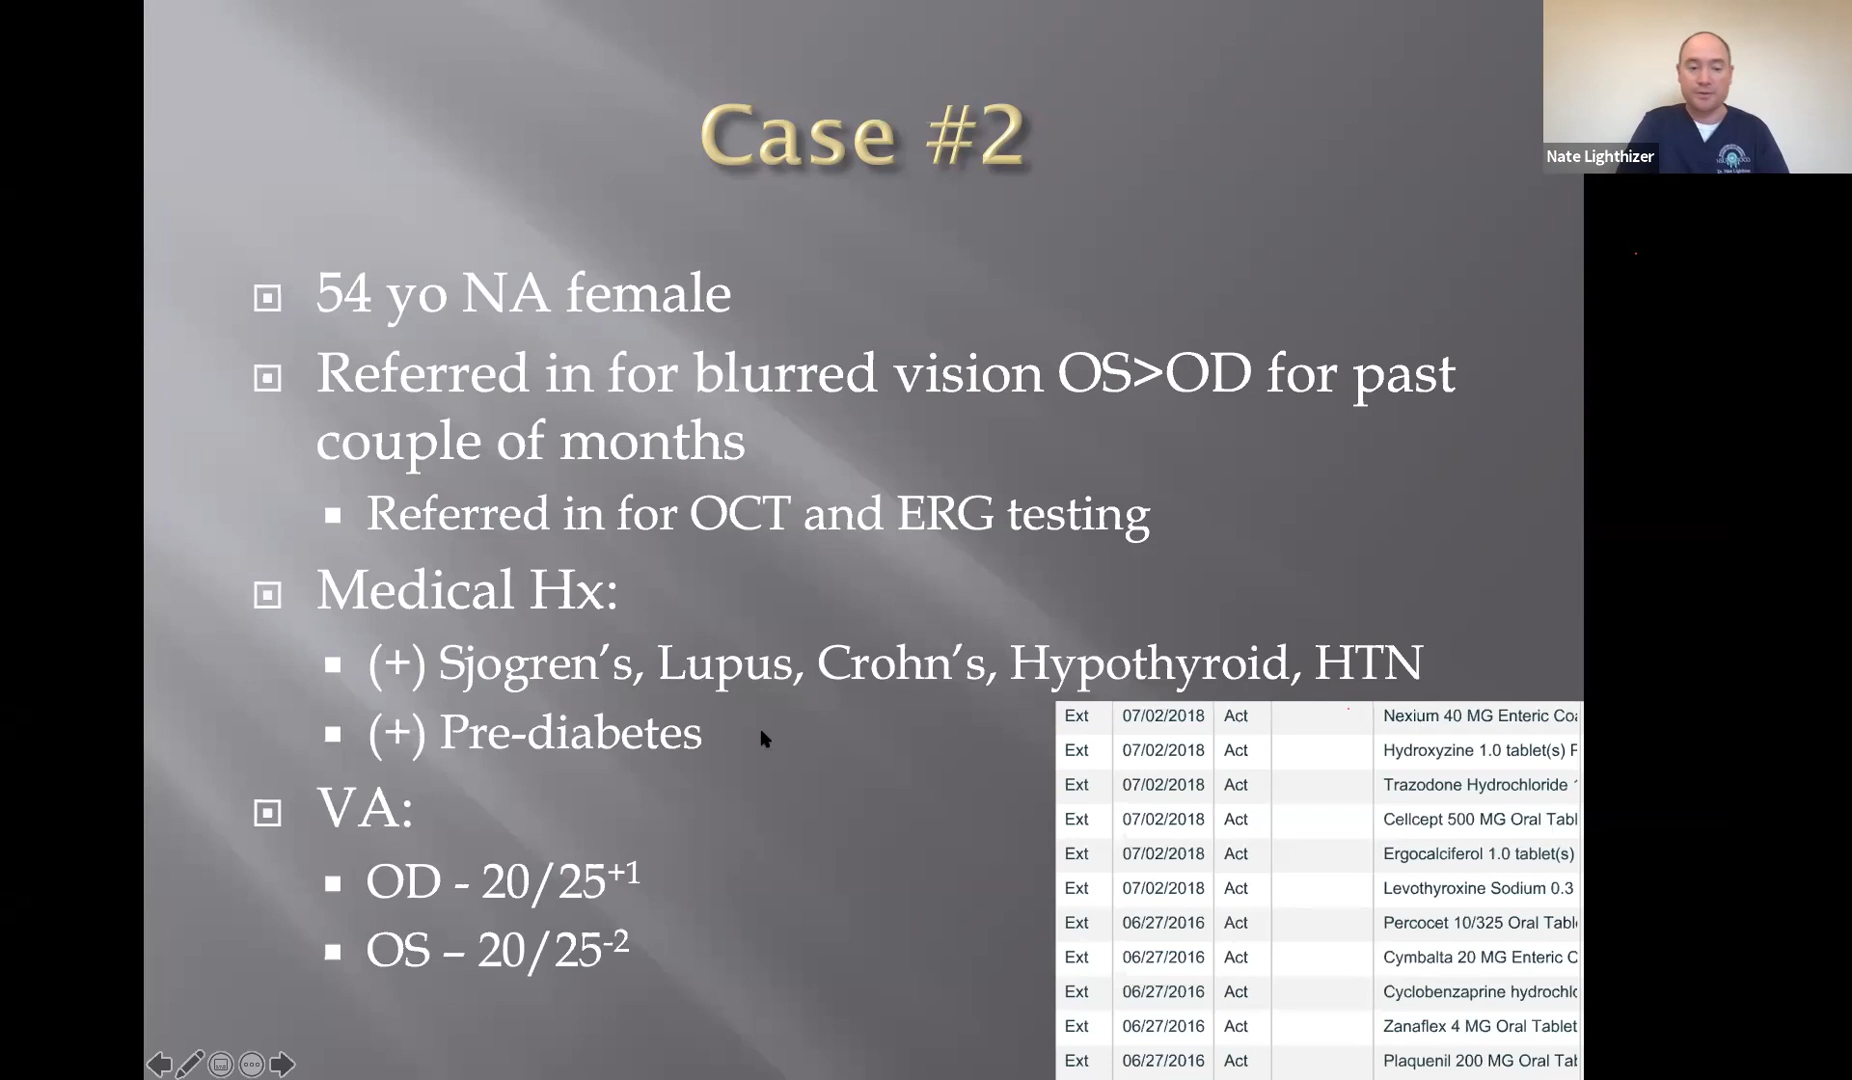 Case #2
Nate Lighthizer
54 yo NA female
Referred in for blurred vision OS>OD for past
couple of months
Referred in for OCT and ERG testing
Medical Hx:
(+) Sjogren’s, Lupus, Crohn’s, Hypothyroid, HTN
(+) Pre-diabetes
VA:
OD - 20/25+1
OS – 20/25-2
Ext 07/02/2018 Act Nexium 40 MG Enteric Coa
Ext 07/02/2018 Act Hydroxyzine 1.0 tablet(s) F
Ext 07/02/2018 Act Trazodone Hydrochloride
Ext 07/02/2018 Act Cellcept 500 MG Oral Tabl
Ext 07/02/2018 Act Ergocalciferol 1.0 tablet(s)
Ext 07/02/2018 Act Levothyroxine Sodium 0.3
Ext 06/27/2016 Act Percocet 10/325 Oral Tabl
Ext 06/27/2016 Act Cymbalta 20 MG Enteric C
Ext 06/27/2016 Act Cyclobenzaprine hydrochlo
Ext 06/27/2016 Act Zanaflex 4 MG Oral Tablet
Ext 06/27/2016 Act Plaquenil 200 MG Oral Tab